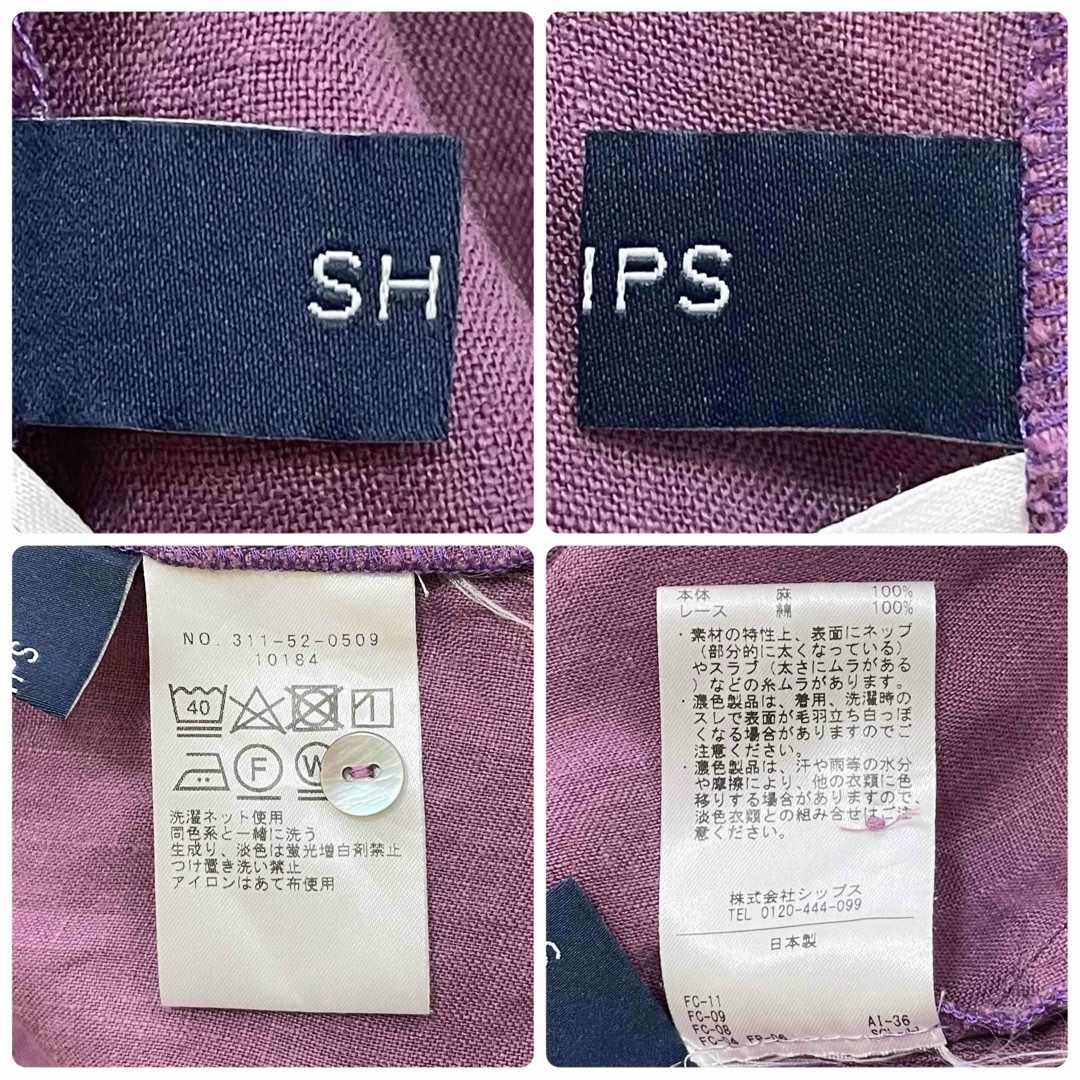 SH
IPS
NO. 311-52-0509
10184
40
F
洗濯ネット使用
同色系と一緒に洗う
生成り、淡色は蛍光増白剤禁止
つけ置き洗い禁止
アイロンはあて布使用
本体 麻 100%
レース 綿 100%
・素材の特性上、表面にネップ
(部分的に太くなっている)
やスラブ(太さにムラがある
)などの糸ムラがあります。
・濃色製品は、着用、洗濯時の
スレで表面が毛羽立ち白っぽ
くなる場合がありますのでご
注意ください。
・濃色製品は、汗や雨等の水分
や摩擦により、他の衣類に色
移りする場合がありますので、
淡色衣類との組み合せはご注
意ください。
株式会社シップス
TEL 0120-444-099
日本製
FC-11
FC-09
FC-08 AI-36
FC-04 FP-06